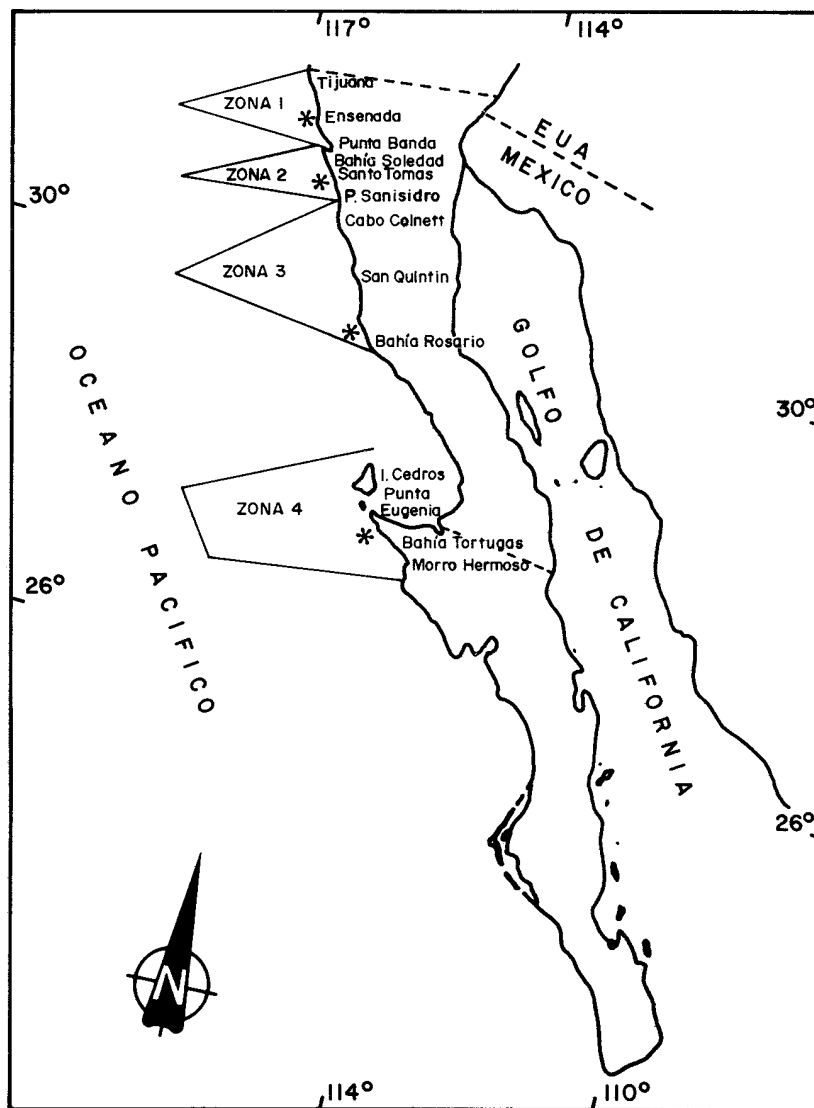 117°
114°
Tijuana
ZONA 1
Ensenada
EUA
MEXICO
Punta Banda
Bahía Soledad
ZONA 2
Santo Tomas
P. Sanisidro
30°
Cabo Colnett
ZONA 3
San Quintin
Bahía Rosario
GOLFO
DE CALIFORNIA
OCEANO PACIFICO
30°
I. Cedros
Punta
Eugenia
ZONA 4
Bahía Tortugas
Morro Hermoso
26°
26°
N
114°
110°